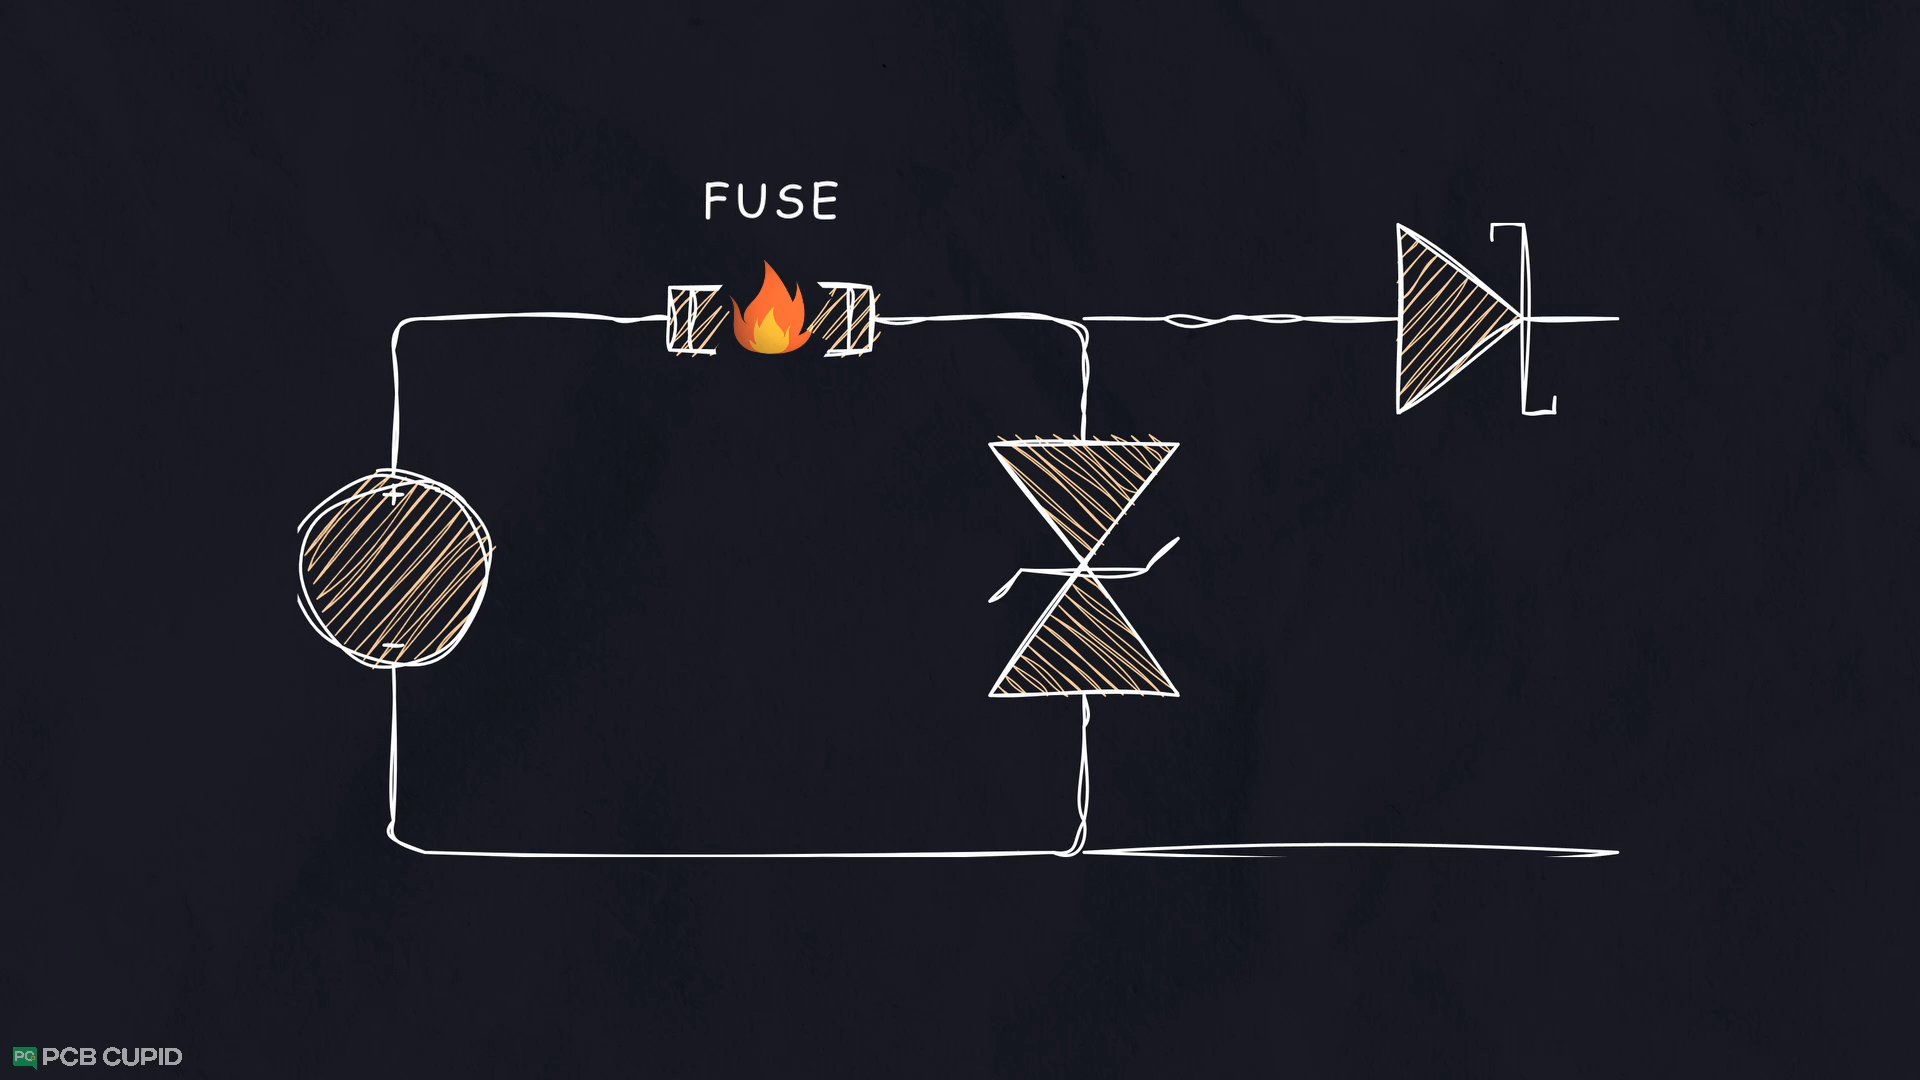 FUSE
+
-
PCB CUPID